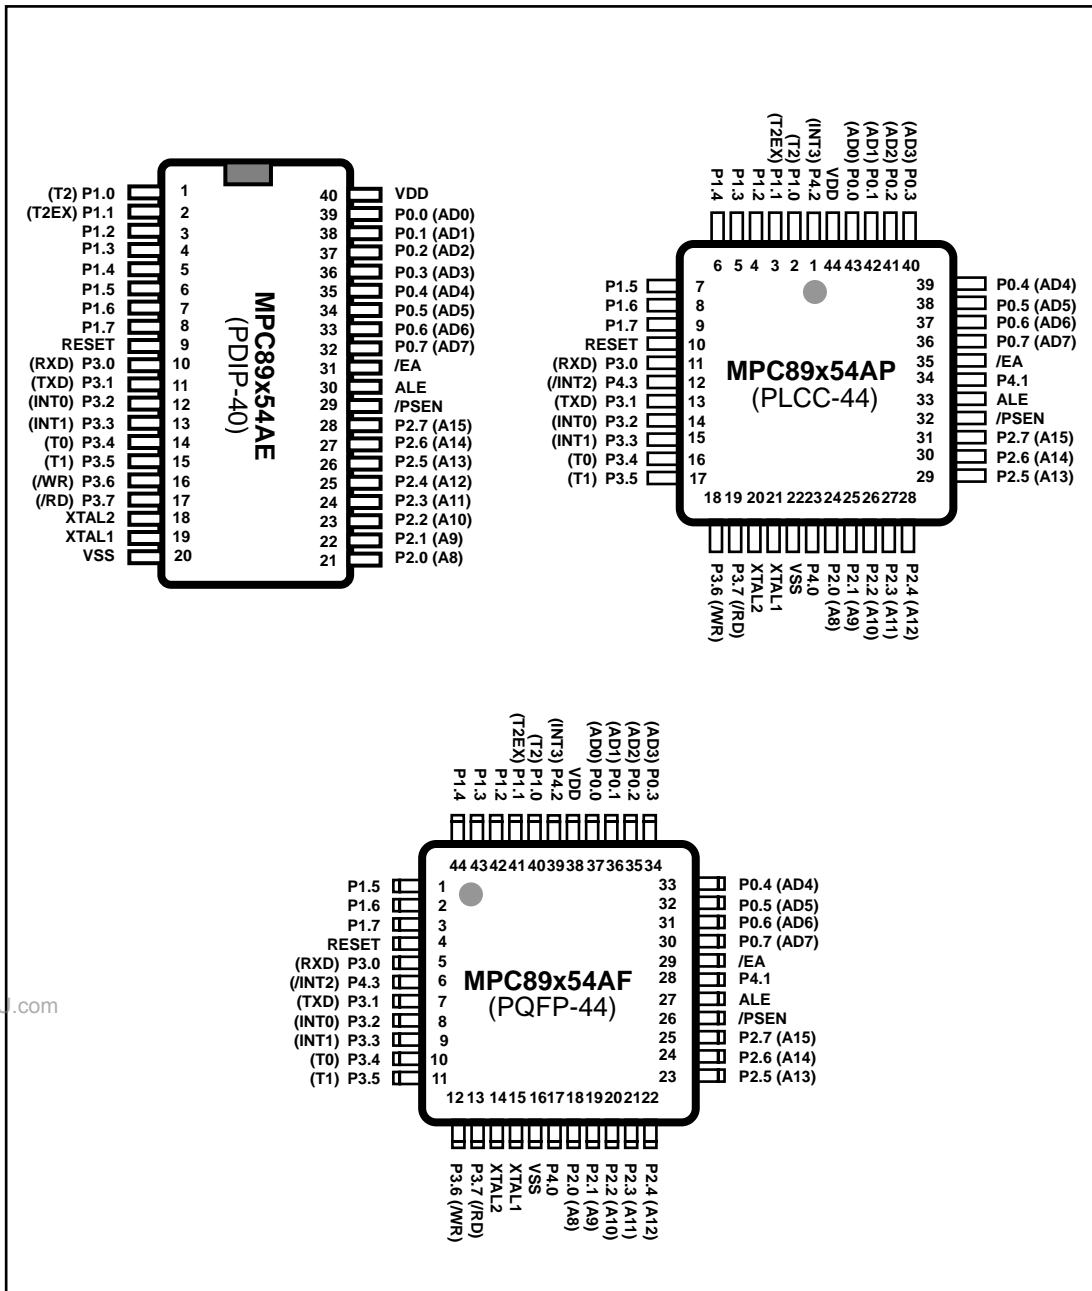 (T2) P1.0 1 40 VDD
(T2EX) P1.1 2 39 P0.0 (AD0)
P1.2 3 38 P0.1 (AD1)
P1.3 4 37 P0.2 (AD2)
P1.4 5 36 P0.3 (AD3)
P1.5 6 35 P0.4 (AD4)
P1.6 7 34 P0.5 (AD5)
P1.7 8 33 P0.6 (AD6)
RESET 9 32 P0.7 (AD7)
(RXD) P3.0 10 31 /EA
(TXD) P3.1 11 30 ALE
(INT0) P3.2 12 29 /PSEN
(INT1) P3.3 13 28 P2.7 (A15)
(T0) P3.4 14 27 P2.6 (A14)
(T1) P3.5 15 26 P2.5 (A13)
(/WR) P3.6 16 25 P2.4 (A12)
(/RD) P3.7 17 24 P2.3 (A11)
XTAL2 18 23 P2.2 (A10)
XTAL1 19 22 P2.1 (A9)
VSS 20 21 P2.0 (A8)
MPC89x54AE
(PDIP-40)
P1.4
P1.3
P1.2
(T2EX) P1.1
(T2) P1.0
(INT3) P4.2
VDD
(AD0) P0.0
(AD1) P0.1
(AD2) P0.2
(AD3) P0.3
6 5 4 3 2 1 44 43 42 41 40
P1.5 7 39 P0.4 (AD4)
P1.6 8 38 P0.5 (AD5)
P1.7 9 37 P0.6 (AD6)
RESET 10 36 P0.7 (AD7)
(RXD) P3.0 11 35 /EA
(/INT2) P4.3 12 34 P4.1
(TXD) P3.1 13 33 ALE
(INT0) P3.2 14 32 /PSEN
(INT1) P3.3 15 31 P2.7 (A15)
(T0) P3.4 16 30 P2.6 (A14)
(T1) P3.5 17 29 P2.5 (A13)
MPC89x54AP
(PLCC-44)
18 19 20 21 22 23 24 25 26 27 28
P3.6 (/WR)
P3.7 (/RD)
XTAL2
XTAL1
VSS
P4.0
P2.0 (A8)
P2.1 (A9)
P2.2 (A10)
P2.3 (A11)
P2.4 (A12)
P1.4
P1.3
P1.2
(T2EX) P1.1
(T2) P1.0
(INT3) P4.2
VDD
(AD0) P0.0
(AD1) P0.1
(AD2) P0.2
(AD3) P0.3
44 43 42 41 40 39 38 37 36 35 34
P1.5 1 33 P0.4 (AD4)
P1.6 2 32 P0.5 (AD5)
P1.7 3 31 P0.6 (AD6)
RESET 4 30 P0.7 (AD7)
(RXD) P3.0 5 29 /EA
(/INT2) P4.3 6 28 P4.1
(TXD) P3.1 7 27 ALE
(INT0) P3.2 8 26 /PSEN
(INT1) P3.3 9 25 P2.7 (A15)
(T0) P3.4 10 24 P2.6 (A14)
(T1) P3.5 11 23 P2.5 (A13)
MPC89x54AF
(PQFP-44)
12 13 14 15 16 17 18 19 20 21 22
P3.6 (/WR)
P3.7 (/RD)
XTAL2
XTAL1
VSS
P4.0
P2.0 (A8)
P2.1 (A9)
P2.2 (A10)
P2.3 (A11)
P2.4 (A12)
.com